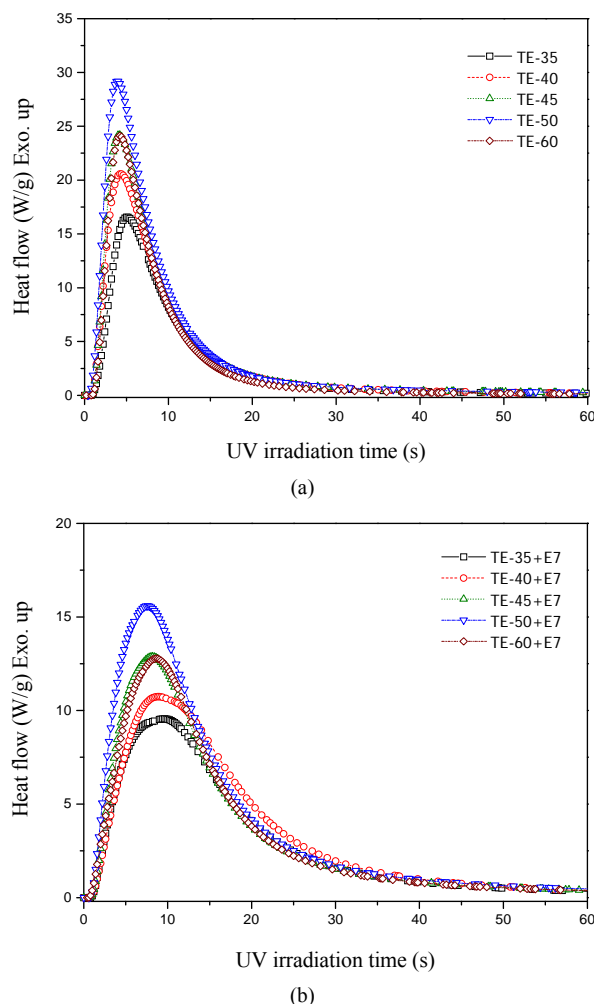 35
30
25
20
15
10
5
0
Heat flow (W/g) Exo. up
TE-35
TE-40
TE-45
TE-50
TE-60
0 10 20 30 40 50 60
UV irradiation time (s)
(a)
20
15
10
5
0
Heat flow (W/g) Exo. up
TE-35+E7
TE-40+E7
TE-45+E7
TE-50+E7
TE-60+E7
0 10 20 30 40 50 60
UV irradiation time (s)
(b)